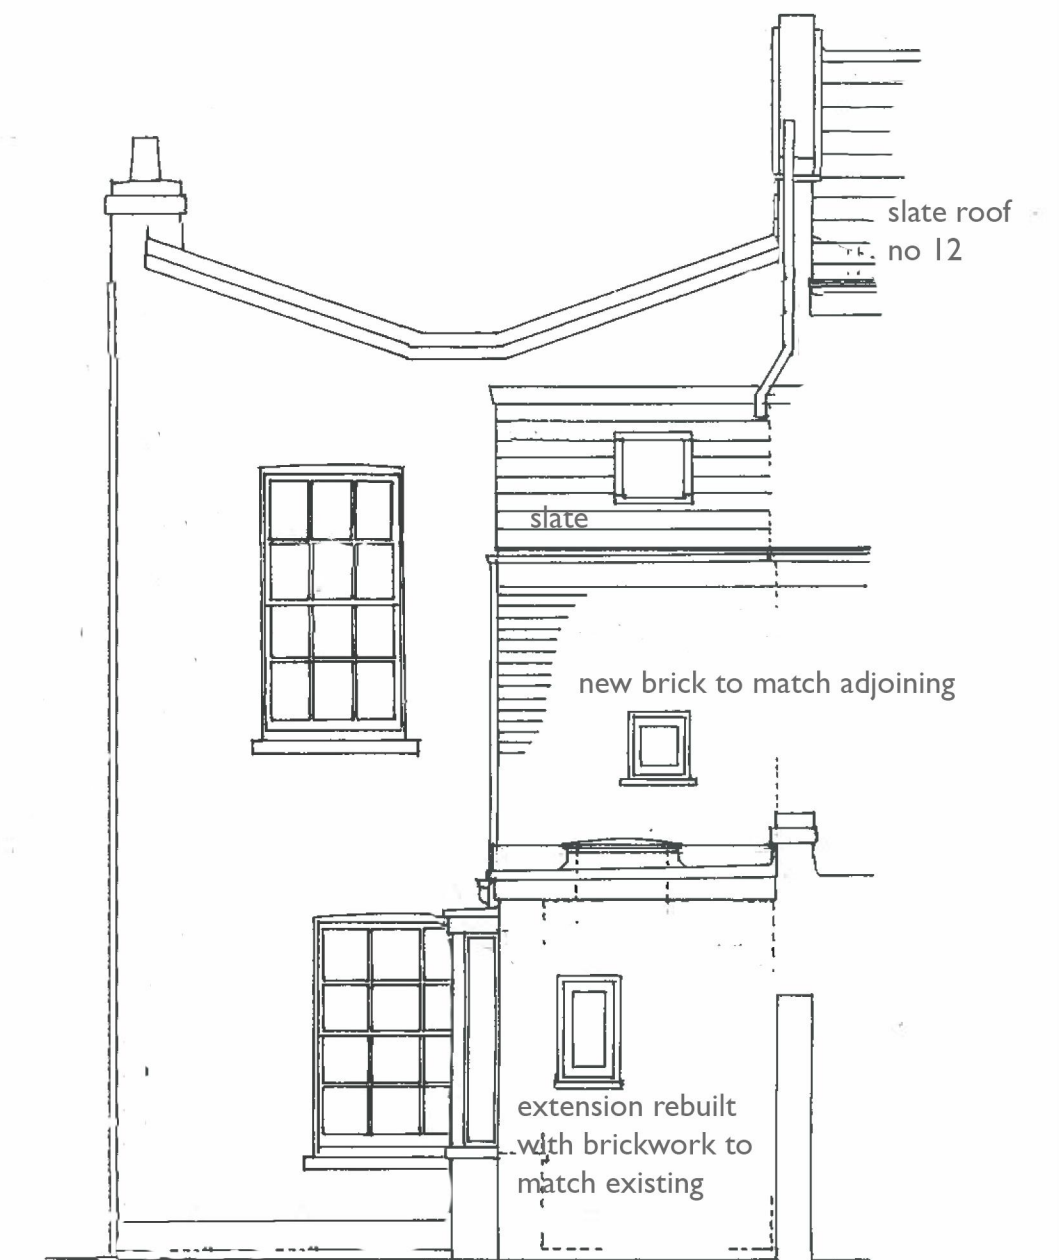 slate roof
no 12
slate
new brick to match adjoining
extension rebuilt
with brickwork to
match existing